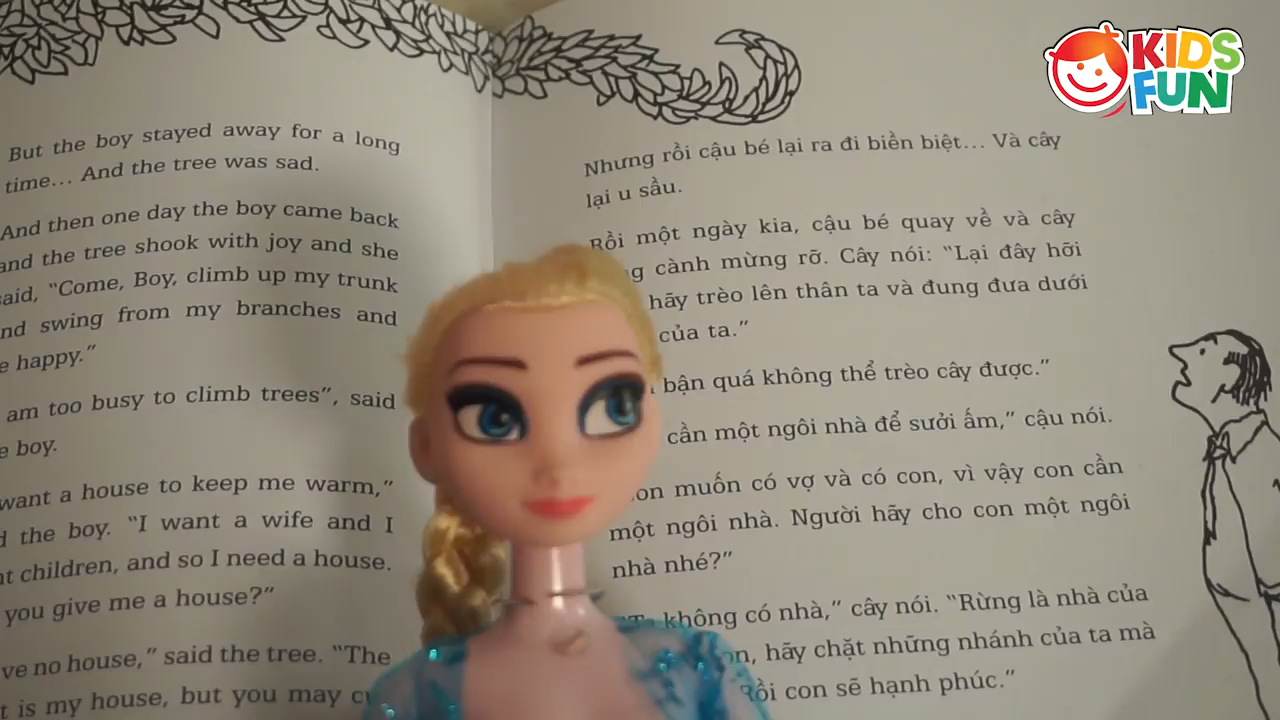 But the boy stayed away for a long
time... And the tree was sad.
And then one day the boy came back
and the tree shook with joy and she
said, "Come, Boy, climb up my trunk
and swing from my branches and
happy."
am too busy to climb trees", said
boy.
want a house to keep me warm,"
the boy. "I want a wife and I
children, and so I need a house.
you give me a house?"
no house," said the tree. "The
is my house, but you may
Nhưng rồi cậu bé lại ra đi biền biệt... Và cây
lại u sầu.
Rồi một ngày kia, cậu bé quay về và cây
cành mừng rỡ. Cây nói: "Lại đây hỡi
hãy trèo lên thân ta và đung đưa dưới
của ta."
bận quá không thể trèo cây được."
cần một ngôi nhà để sưởi ấm," cậu nói.
muốn có vợ và có con, vì vậy con cần
một ngôi nhà. Người hãy cho con một ngôi
nhà nhé?"
"Ta không có nhà," cây nói. "Rừng là nhà của
hãy chặt những nhánh của ta mà
Rồi con sẽ hạnh phúc."
KIDS
FUN